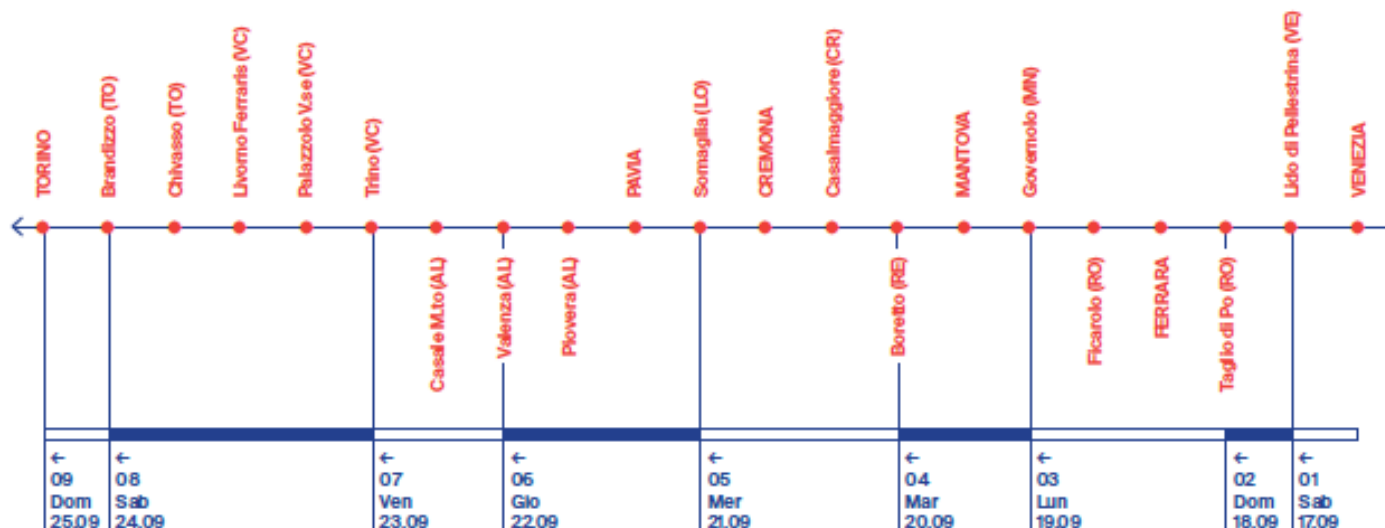 TORINO
Brandizzo (TO)
Chivasso (TO)
Livorno Ferraris (VC)
Palazzolo V.se (VC)
Trino (VC)
Casale M.to (AL)
Valenza (AL)
Piovera (AL)
PAVIA
Somaglia (LO)
CREMONA
Casalmaggiore (CR)
Boretto (RE)
MANTOVA
Governolo (MN)
Ficarolo (RO)
FERRARA
Taglio di Po (RO)
Lido di Pellestrina (VE)
VENEZIA
←
09
Dom
25.09
←
08
Sab
24.09
←
07
Ven
23.09
←
06
Gio
22.09
←
05
Mer
21.09
←
04
Mar
20.09
←
03
Lun
19.09
←
02
Dom
18.09
←
01
Sab
17.09